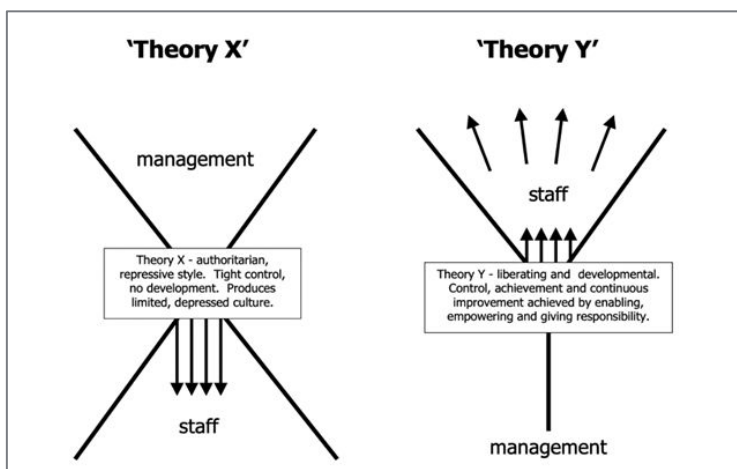 ‘Theory X’
management
Theory X - authoritarian,
repressive style. Tight control,
no development. Produces
limited, depressed culture.
staff
‘Theory Y’
staff
Theory Y - liberating and developmental.
Control, achievement and continuous
improvement achieved by enabling,
empowering and giving responsibility.
management